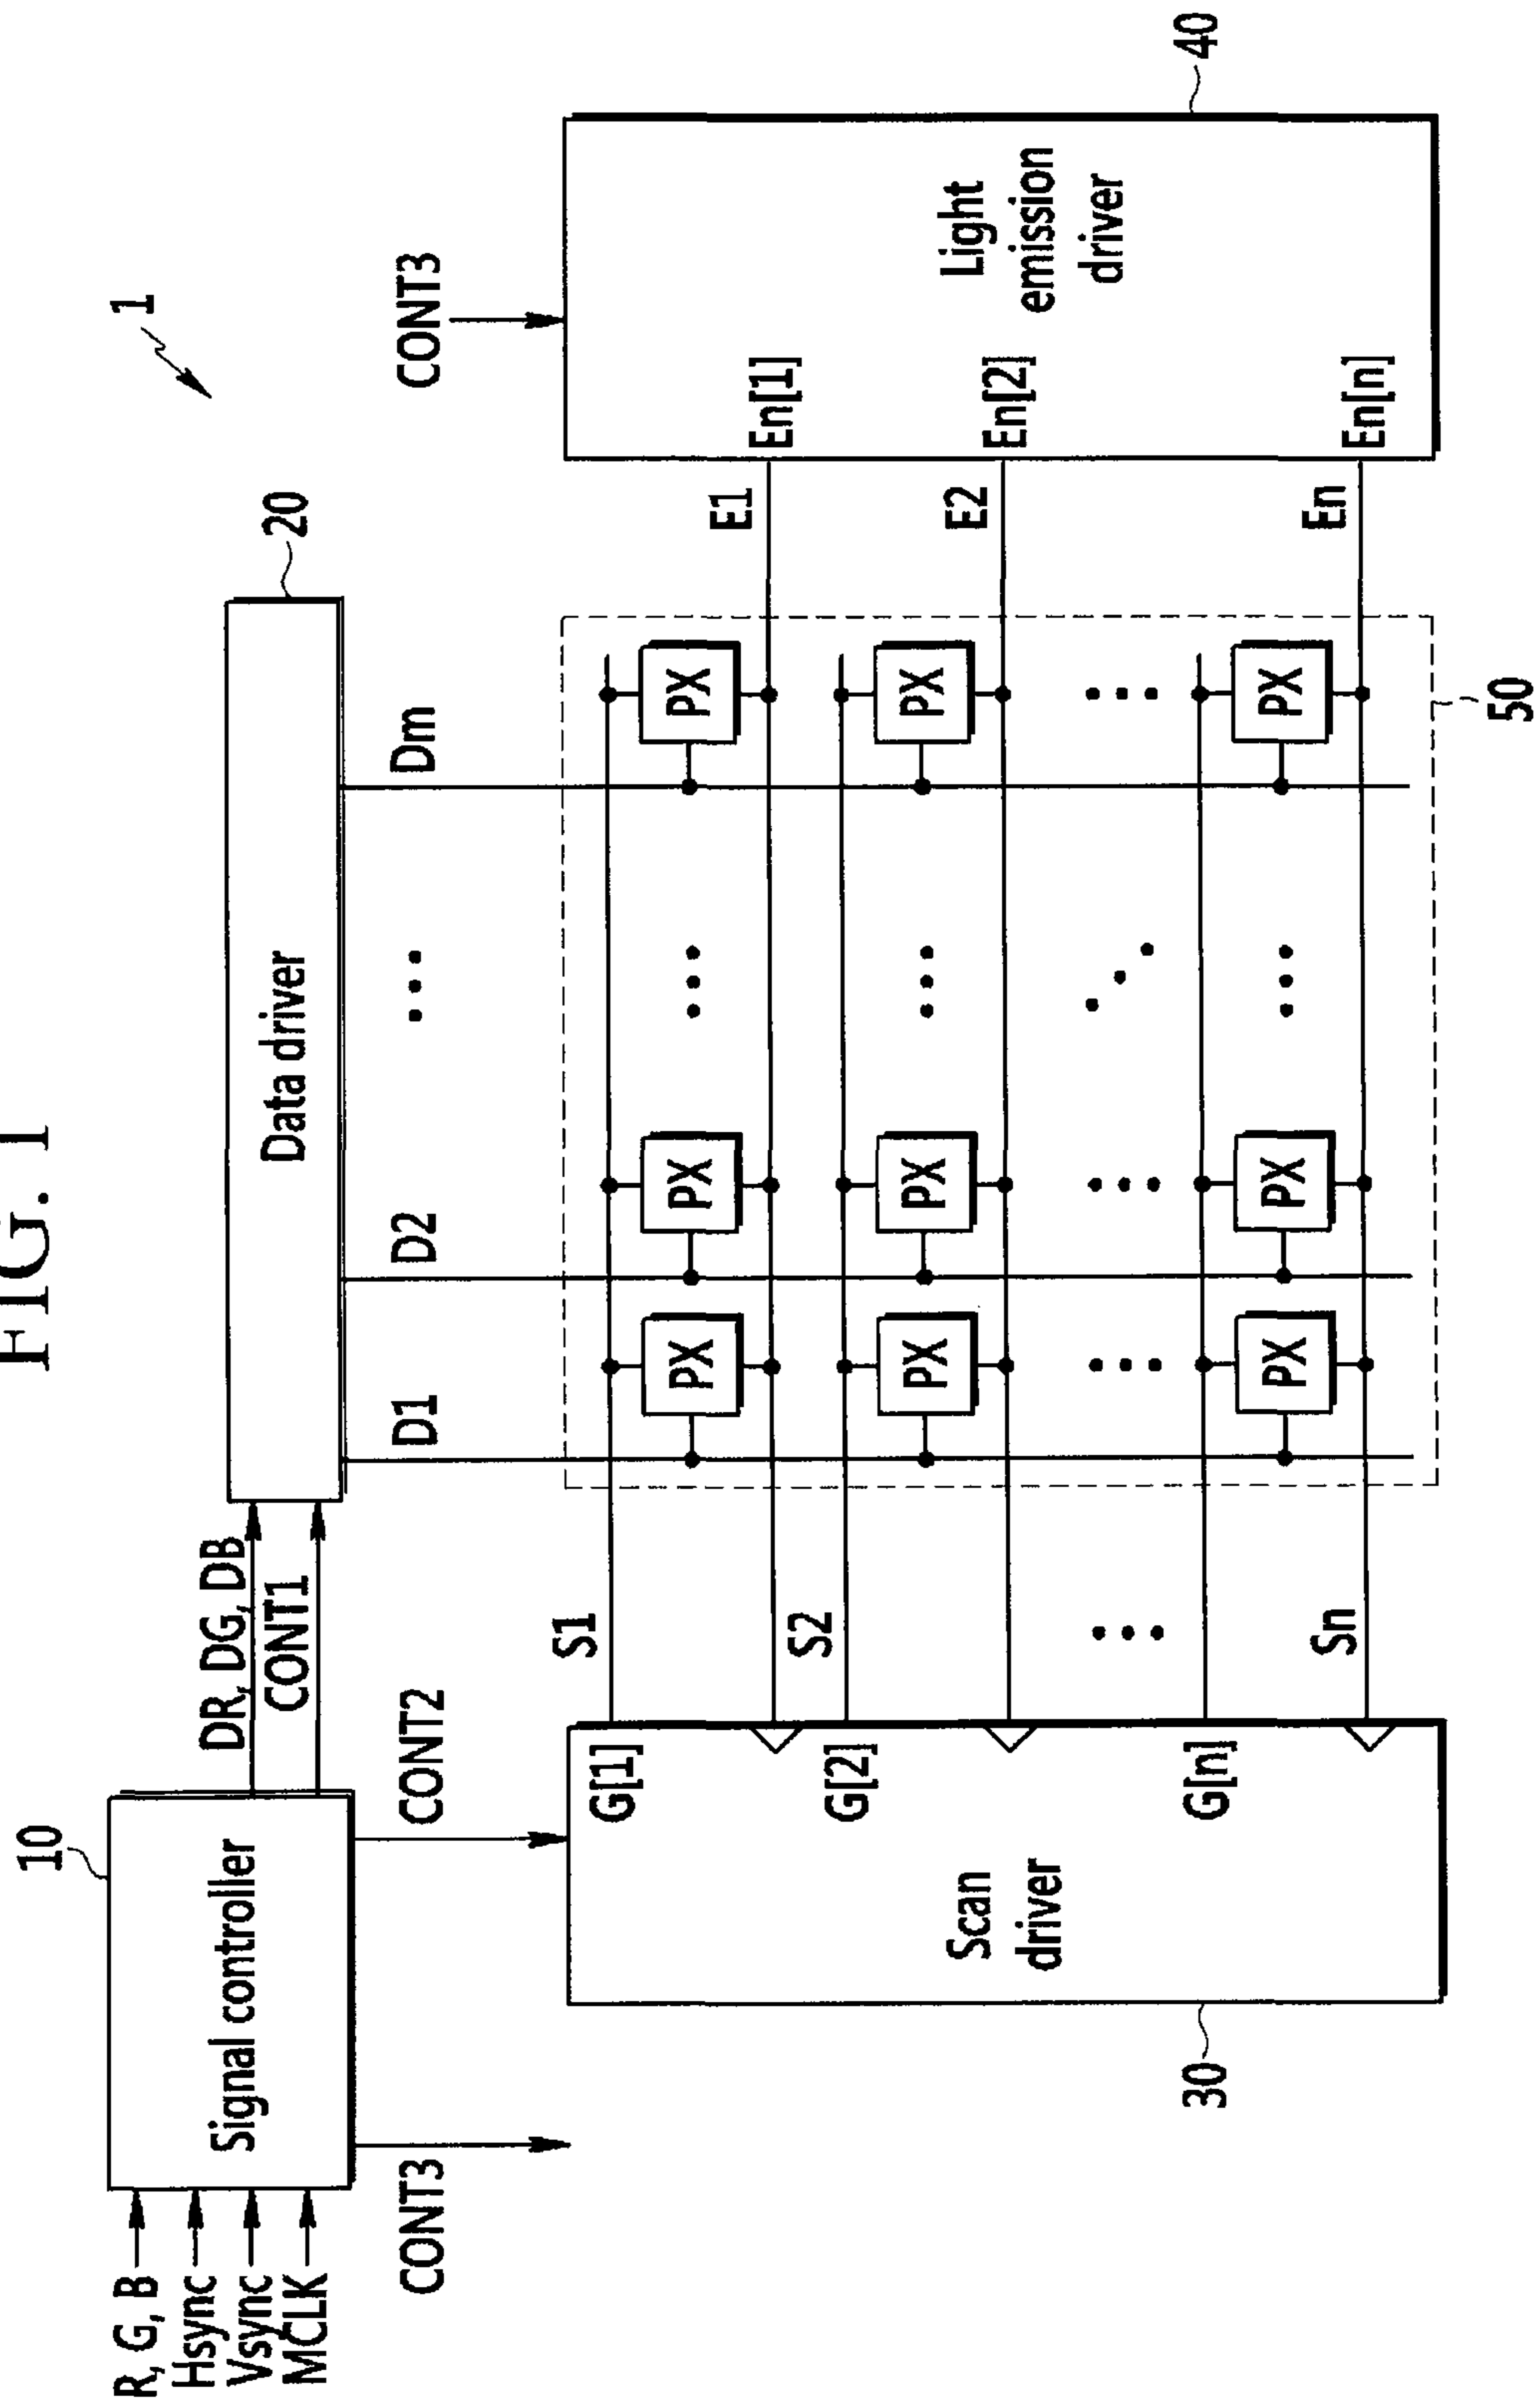 FIG. 1
1
10
20
R, G, B
Hsync
Vsync
MCLK
Signal controller
DR, DG, DB
CONT1
Data driver
CONT3
CONT2
D1
D2
Dm
CONT3
S1
S2
Sn
G[1]
G[2]
G[n]
Scan
driver
30
PX
PX
PX
PX
PX
PX
PX
PX
PX
50
E1
E2
En
En[1]
En[2]
En[n]
Light
emission
driver
40